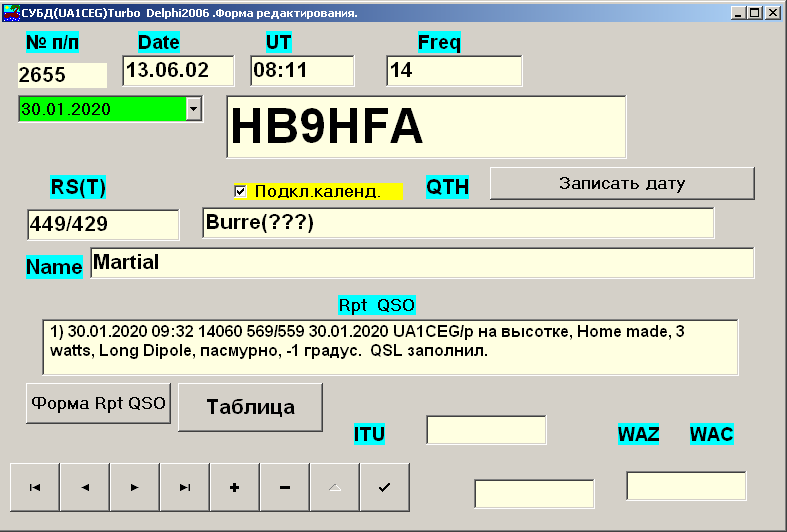 СУБД(UA1CEG)Turbo Delphi2006 .Форма редактирования.
№ п/п Date UT Freq
2655 13.06.02 08:11 14
30.01.2020
HB9HFA
RS(T) Подкл.календ. QTH Записать дату
449/429 Burre(???)
Name Martial
Rpt QSO
1) 30.01.2020 09:32 14060 569/559 30.01.2020 UA1CEG/p на высотке, Home made, 3
watts, Long Dipole, пасмурно, -1 градус. QSL заполнил.
Форма Rpt QSO Таблица
ITU WAZ WAC